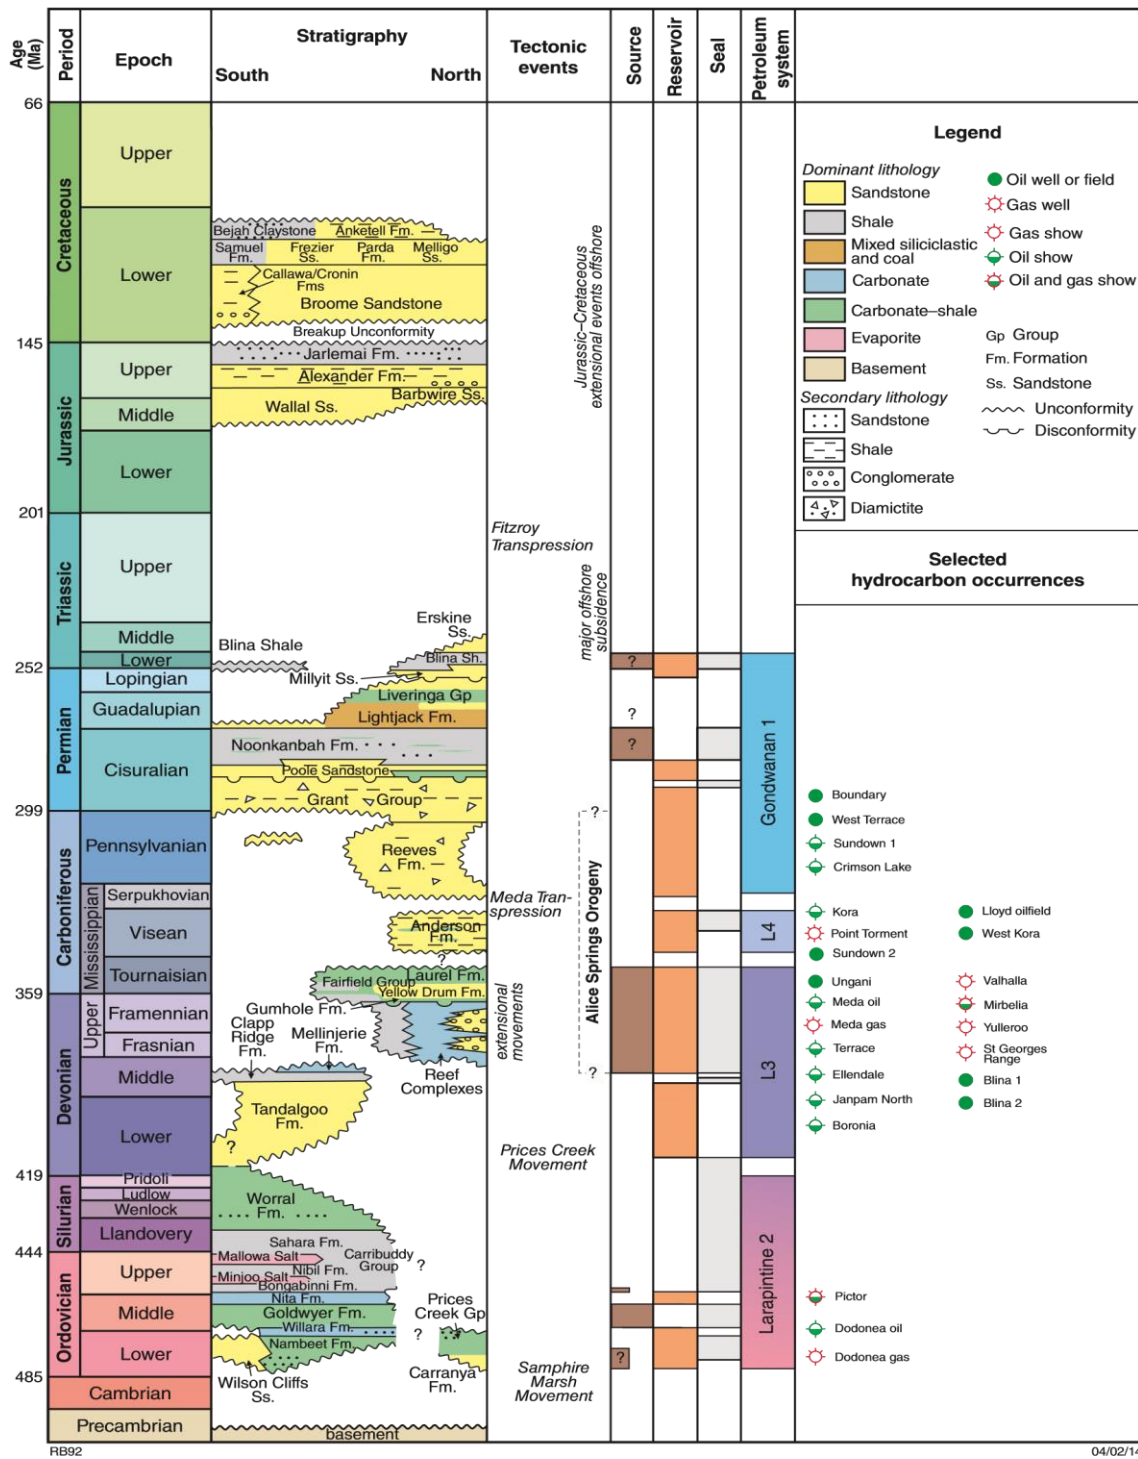 Age
(Ma)
Period
Epoch
Stratigraphy
South
North
Tectonic
events
Source
Reservoir
Seal
Petroleum
system
66
145
201
252
299
359
419
444
485
Cretaceous
Jurassic
Triassic
Permian
Carboniferous
Mississippian
Devonian
Upper
Silurian
Ordovician
Upper
Lower
Upper
Middle
Lower
Upper
Middle
Lower
Lopingian
Guadalupian
Cisuralian
Pennsylvanian
Serpukhovian
Visean
Tournaisian
Framennian
Frasnian
Middle
Lower
Pridoli
Ludlow
Wenlock
Llandovery
Upper
Middle
Lower
Cambrian
Precambrian
Bejah Claystone
Anketell Fm.
Samuel
Fm.
Frezier
Ss.
Parda
Fm.
Melligo
Ss.
Callawa/Cronin
Fms
Broome Sandstone
Breakup Unconformity
Jarlemai Fm.
Alexander Fm.
Barbwire Ss.
Wallal Ss.
Erskine
Ss.
Blina Shale
Blina Sh.
Millyit Ss.
Liveringa Gp
Lightjack Fm.
Noonkanbah Fm.
Poole Sandstone
Grant Group
Reeves
Fm.
Anderson
Fm.
?
Laurel Fm.
Fairfield Group
Yellow Drum Fm.
Gumhole Fm.
Clapp
Ridge
Fm.
Mellinjerie
Fm.
Reef
Complexes
Tandalgoo
Fm.
?
Worral
Fm.
Sahara Fm.
Mallowa Salt
Carribuddy
Group
?
Nibil Fm.
Minjoo Salt
Bongabinni Fm.
Nita Fm.
Goldwyer Fm.
Prices
Creek Gp
Willara Fm.
?
Nambeet Fm.
Wilson Cliffs
Ss.
Carranya
Fm.
basement
Jurassic–Cretaceous
extensional events offshore
Fitzroy
Transpression
major offshore
subsidence
Meda Tran-
spression
extensional
movements
Alice Springs Orogeny
?
?
Prices Creek
Movement
Samphire
Marsh
Movement
?
?
?
?
Gondwanan 1
L4
L3
Larapintine 2
Legend
Dominant lithology
Sandstone
Shale
Mixed siliciclastic
and coal
Carbonate
Carbonate–shale
Evaporite
Basement
Secondary lithology
Sandstone
Shale
Conglomerate
Diamictite
Oil well or field
Gas well
Gas show
Oil show
Oil and gas show
Gp Group
Fm. Formation
Ss. Sandstone
Unconformity
Disconformity
Selected
hydrocarbon occurrences
Boundary
West Terrace
Sundown 1
Crimson Lake
Kora
Lloyd oilfield
Point Torment
West Kora
Sundown 2
Ungani
Valhalla
Meda oil
Mirbelia
Meda gas
Yulleroo
Terrace
St Georges
Range
Ellendale
Blina 1
Janpam North
Blina 2
Boronia
Pictor
Dodonea oil
Dodonea gas
RB92
04/02/14